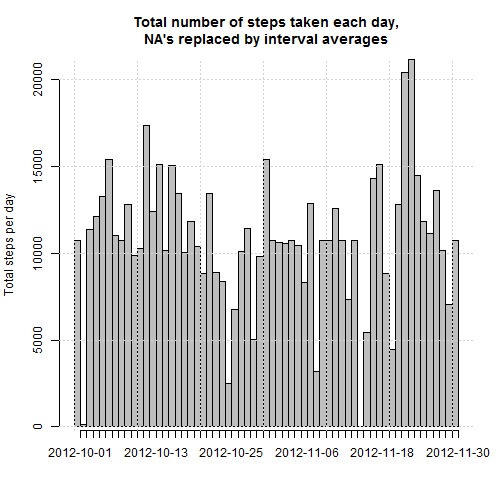 Total number of steps taken each day,
NA's replaced by interval averages
Total steps per day
20000
15000
10000
5000
0
2012-10-01 2012-10-13 2012-10-25 2012-11-06 2012-11-18 2012-11-30